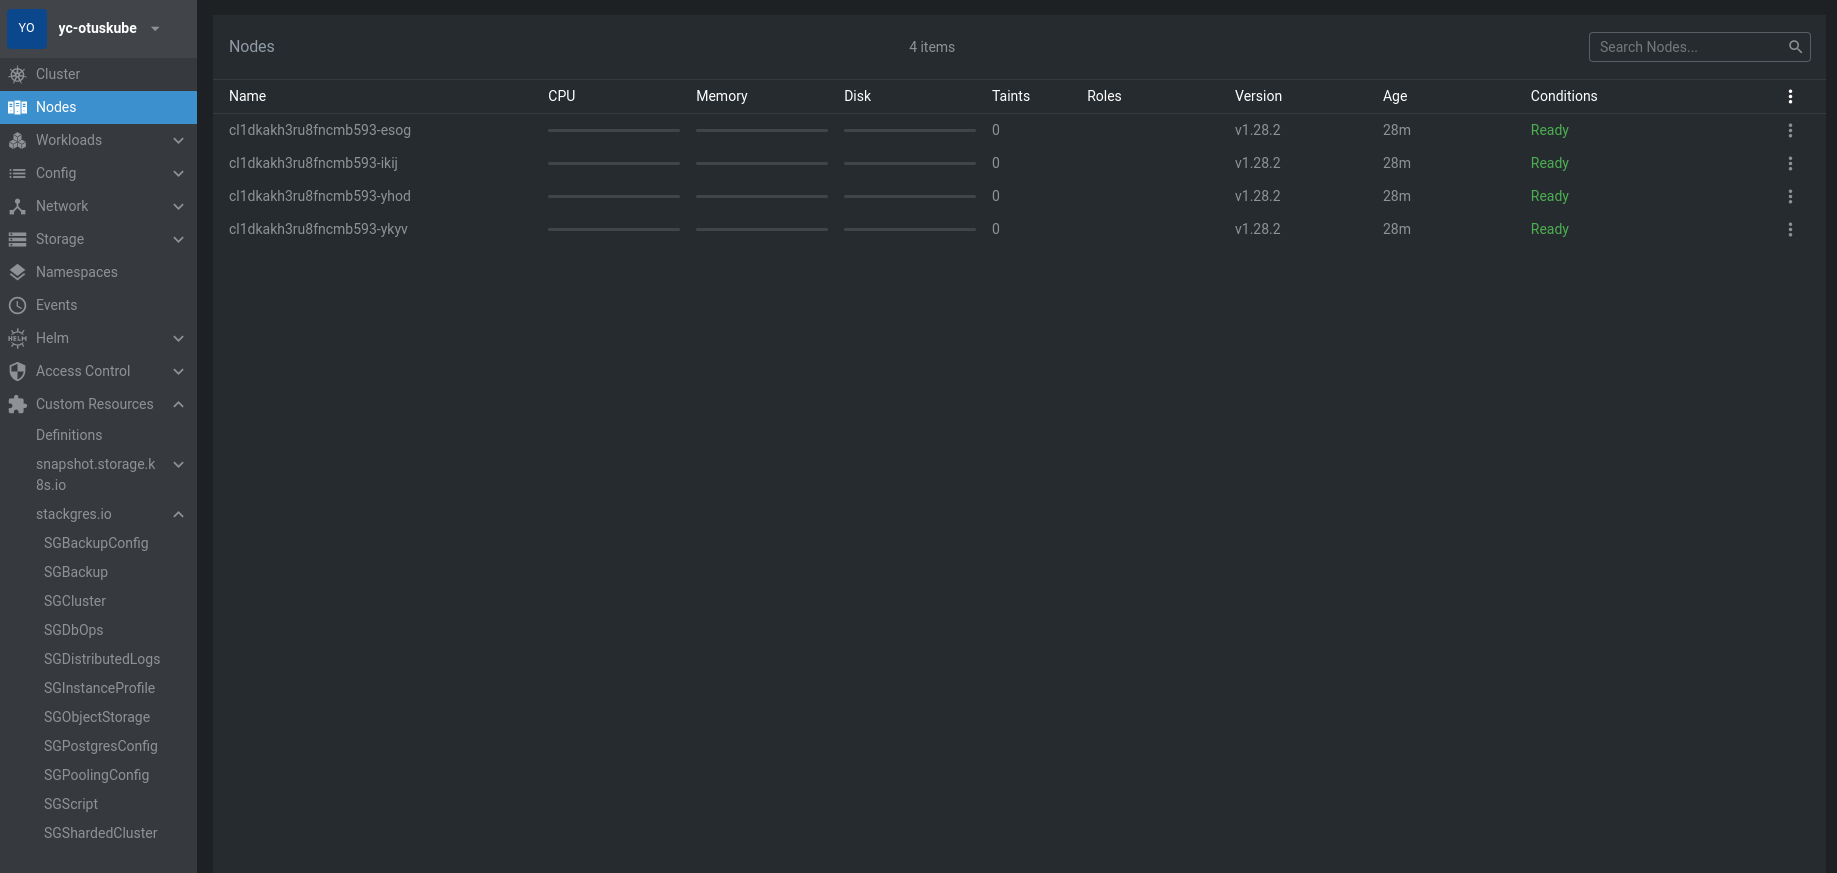 YO yc-otuskube
Cluster
Nodes
Workloads
Config
Network
Storage
Namespaces
Events
HELM Helm
Access Control
Custom Resources
Definitions
snapshot.storage.k
8s.io
stackgres.io
SGBackupConfig
SGBackup
SGCluster
SGDbOps
SGDistributedLogs
SGInstanceProfile
SGObjectStorage
SGPostgresConfig
SGPoolingConfig
SGScript
SGShardedCluster
Nodes 4 items Search Nodes...
Name CPU Memory Disk Taints Roles Version Age Conditions
cl1dkakh3ru8fncmb593-esog 0 v1.28.2 28m Ready
cl1dkakh3ru8fncmb593-ikij 0 v1.28.2 28m Ready
cl1dkakh3ru8fncmb593-yhod 0 v1.28.2 28m Ready
cl1dkakh3ru8fncmb593-ykyv 0 v1.28.2 28m Ready